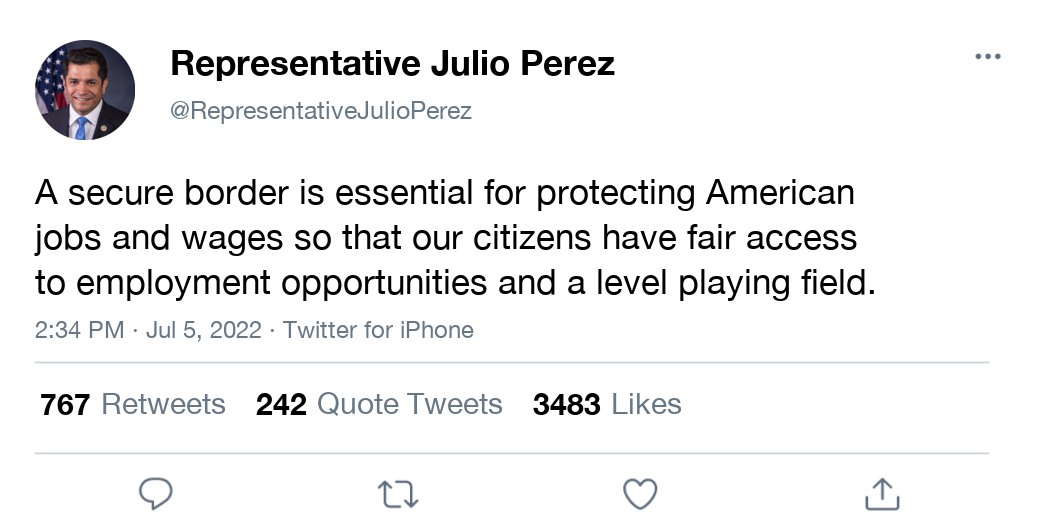 Representative Julio Perez
@RepresentativeJulioPerez
A secure border is essential for protecting American
jobs and wages so that our citizens have fair access
to employment opportunities and a level playing field.
2:34 PM · Jul 5, 2022 · Twitter for iPhone
767 Retweets 242 Quote Tweets 3483 Likes